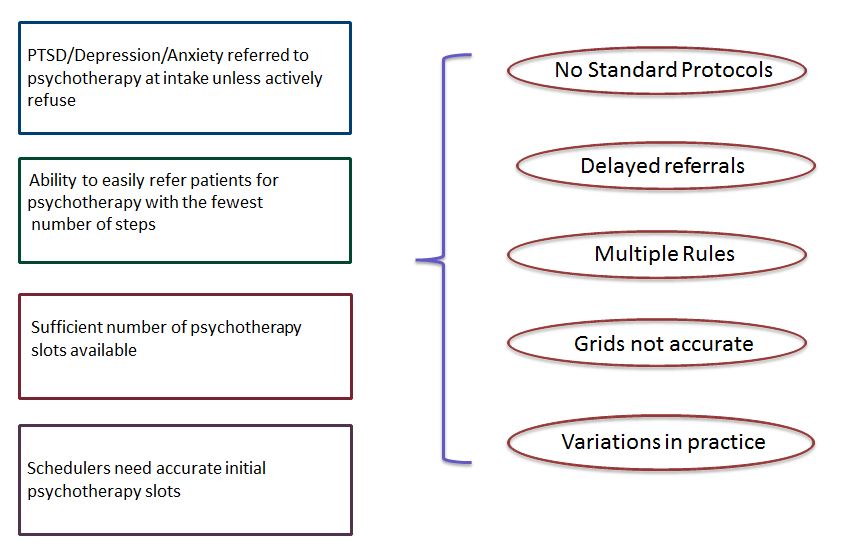 PTSD/Depression/Anxiety referred to
psychotherapy at intake unless actively
refuse
Ability to easily refer patients for
psychotherapy with the fewest
number of steps
Sufficient number of psychotherapy
slots available
Schedulers need accurate initial
psychotherapy slots
No Standard Protocols
Delayed referrals
Multiple Rules
Grids not accurate
Variations in practice